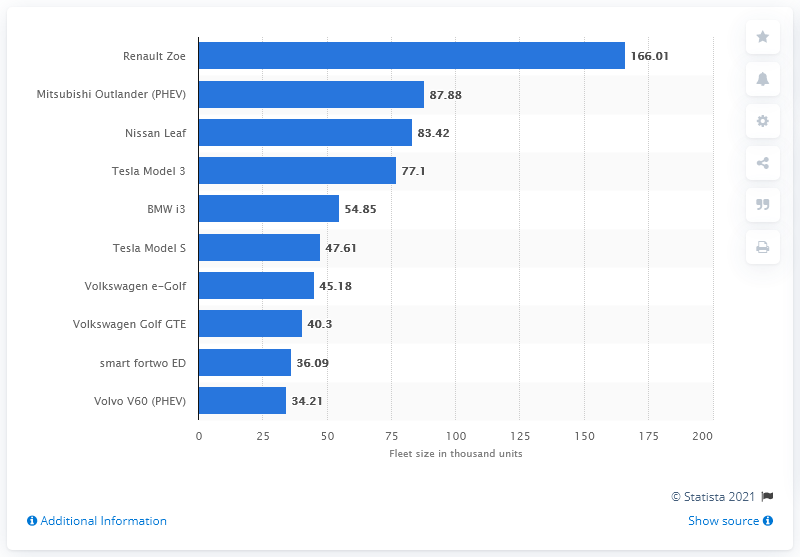 Renault Zoe 166.01
Mitsubishi Outlander (PHEV) 87.88
Nissan Leaf 83.42
Tesla Model 3 77.1
BMW i3 54.85
Tesla Model S 47.61
Volkswagen e-Golf 45.18
Volkswagen Golf GTE 40.3
smart fortwo ED 36.09
Volvo V60 (PHEV) 34.21
0 25 50 75 100 125 150 175 200
Fleet size in thousand units
© Statista 2021
Additional Information
Show source